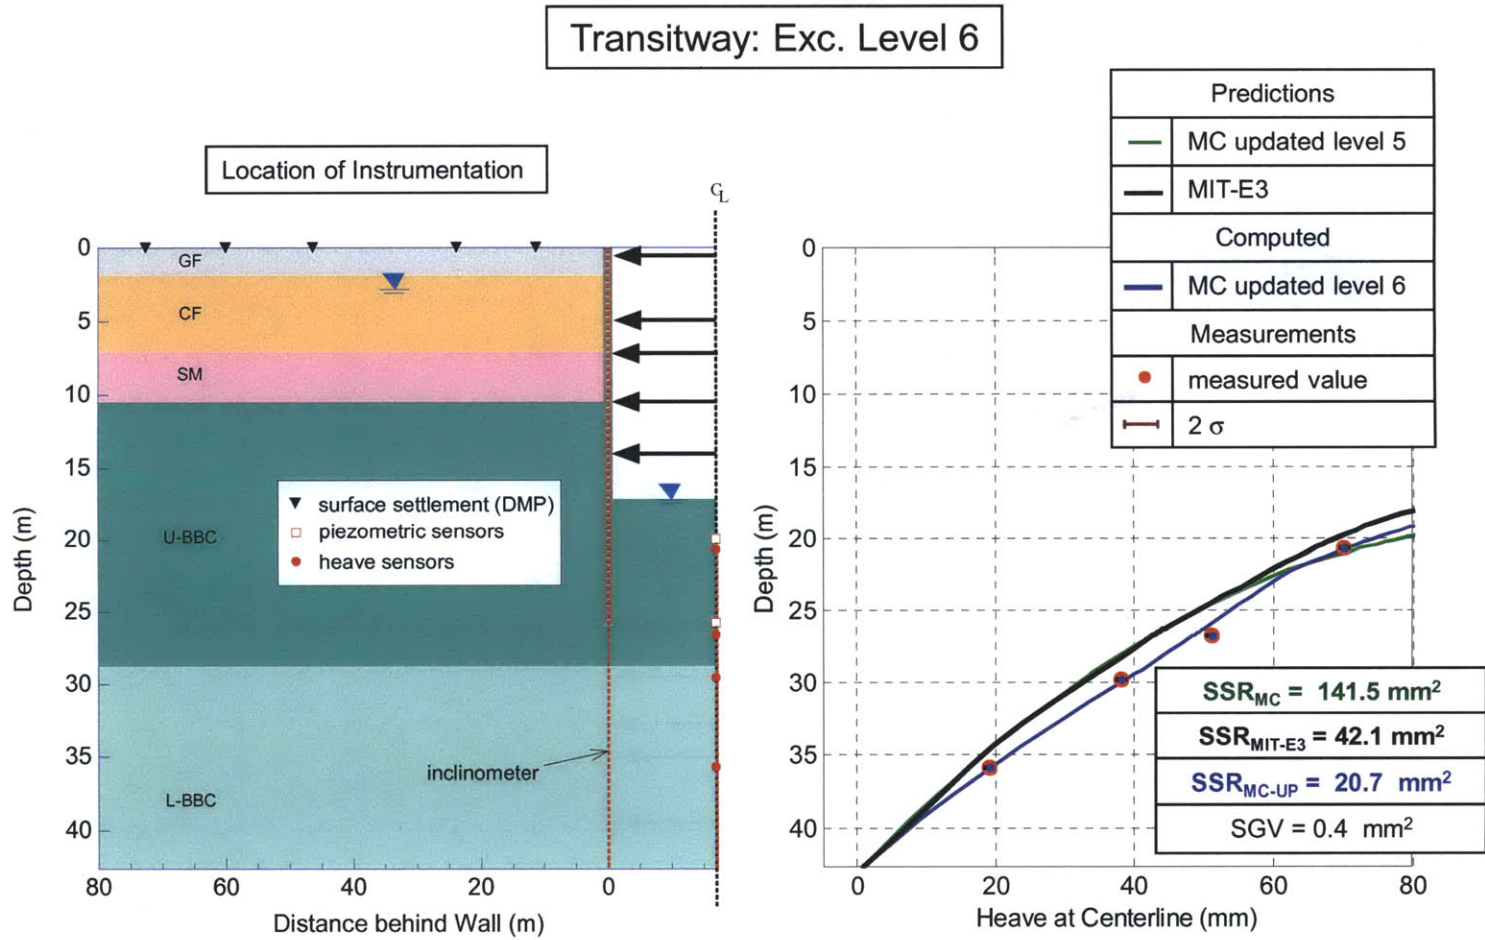 Transitway: Exc. Level 6
Location of Instrumentation
℄
Predictions
MC updated level 5
MIT-E3
Computed
MC updated level 6
Measurements
measured value
2 σ
0
5
10
15
20
25
30
35
40
Depth (m)
GF
CF
SM
U-BBC
L-BBC
surface settlement (DMP)
piezometric sensors
heave sensors
inclinometer
80
60
40
20
0
Distance behind Wall (m)
0
5
10
15
20
25
30
35
40
Depth (m)
SSR_MC = 141.5 mm²
SSR_MIT-E3 = 42.1 mm²
SSR_MC-UP = 20.7 mm²
SGV = 0.4 mm²
0
20
40
60
80
Heave at Centerline (mm)